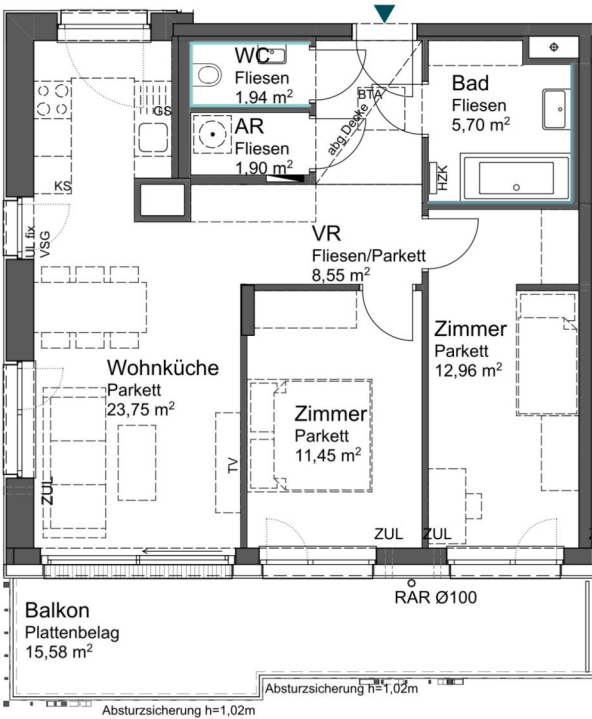 WC
Fliesen
1,94 m²
GS
AR
Fliesen
1,90 m²
BTA
abg Decke
Bad
Fliesen
5,70 m²
HZK
KS
UL fix
VSG
VR
Fliesen/Parkett
8,55 m²
Wohnküche
Parkett
23,75 m²
Zimmer
Parkett
11,45 m²
Zimmer
Parkett
12,96 m²
TV
ZUL
ZUL
ZUL
RAR Ø100
Balkon
Plattenbelag
15,58 m²
Absturzsicherung h=1,02m
Absturzsicherung h=1,02m